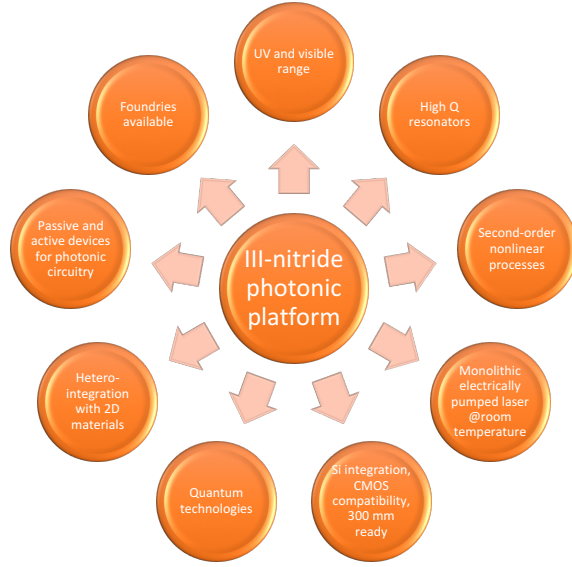 UV and visible
range
High Q
resonators
Second-order
nonlinear
processes
Monolithic
electrically
pumped laser
@room
temperature
Si integration,
CMOS
compatibility,
300 mm
ready
Quantum
technologies
Hetero-
integration
with 2D
materials
Passive and
active devices
for photonic
circuitry
Foundries
available
III-nitride
photonic
platform